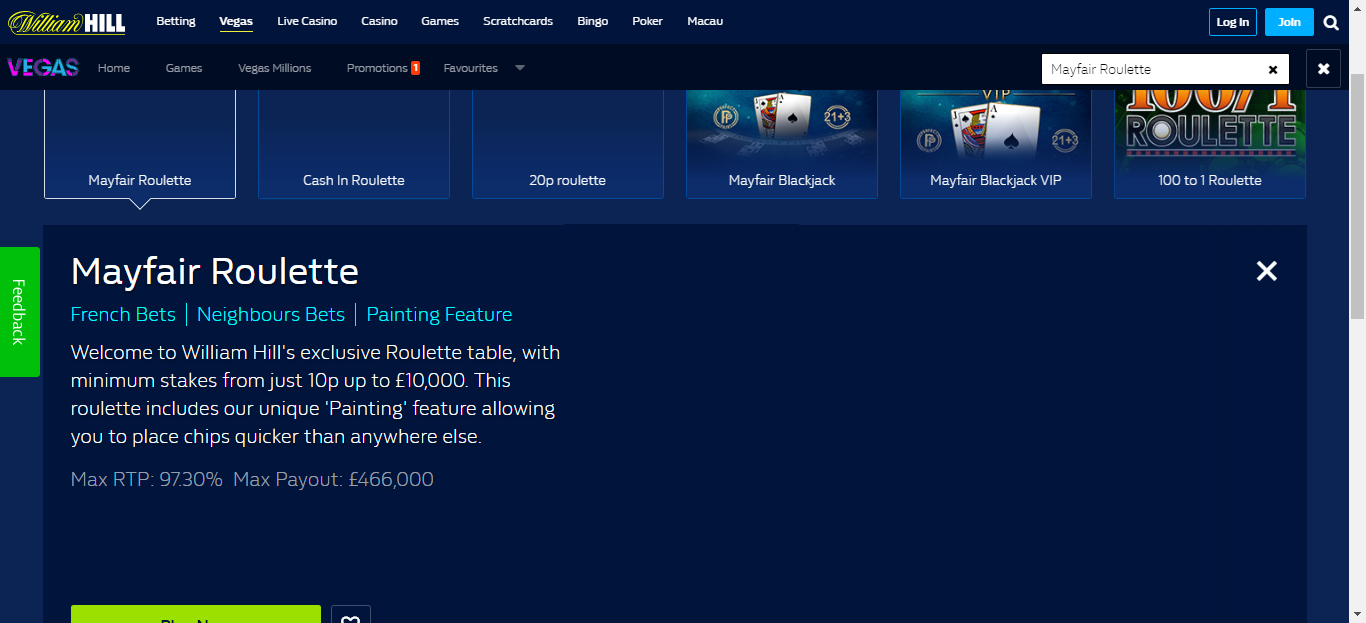 William HILL Betting Vegas Live Casino Casino Games Scratchcards Bingo Poker Macau Log In Join
VEGAS Home Games Vegas Millions Promotions 1 Favourites Mayfair Roulette
VIP
100/1
21+3
21+3
ROULETTE
Mayfair Roulette Cash In Roulette 20p roulette Mayfair Blackjack Mayfair Blackjack VIP 100 to 1 Roulette
Feedback
Mayfair Roulette
French Bets | Neighbours Bets | Painting Feature
Welcome to William Hill's exclusive Roulette table, with
minimum stakes from just 10p up to £10,000. This
roulette includes our unique 'Painting' feature allowing
you to place chips quicker than anywhere else.
Max RTP: 97.30% Max Payout: £466,000